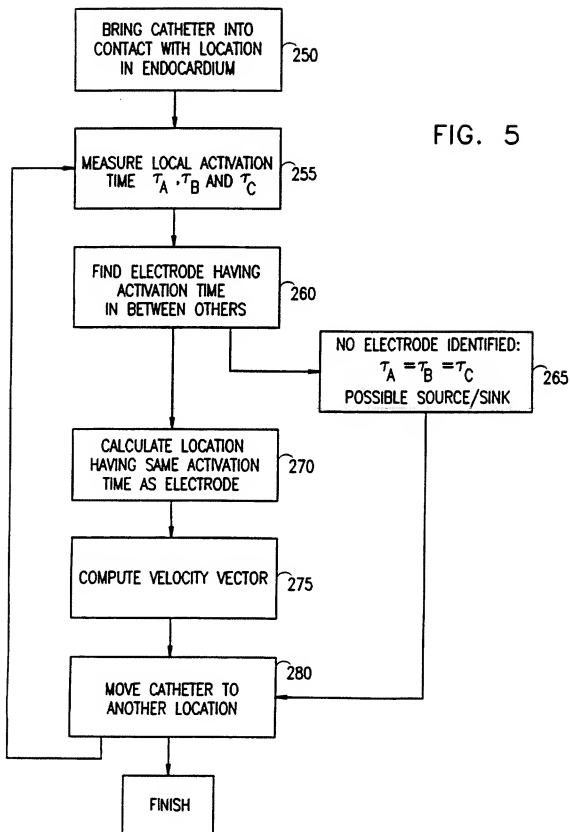 BRING CATHETER INTO
CONTACT WITH LOCATION
IN ENDOCARDIUM
250
FIG. 5
MEASURE LOCAL ACTIVATION
TIME τA , τB AND τC
255
FIND ELECTRODE HAVING
ACTIVATION TIME
IN BETWEEN OTHERS
260
NO ELECTRODE IDENTIFIED:
τA = τB = τC
POSSIBLE SOURCE/SINK
265
CALCULATE LOCATION
HAVING SAME ACTIVATION
TIME AS ELECTRODE
270
COMPUTE VELOCITY VECTOR
275
280
MOVE CATHETER TO
ANOTHER LOCATION
FINISH